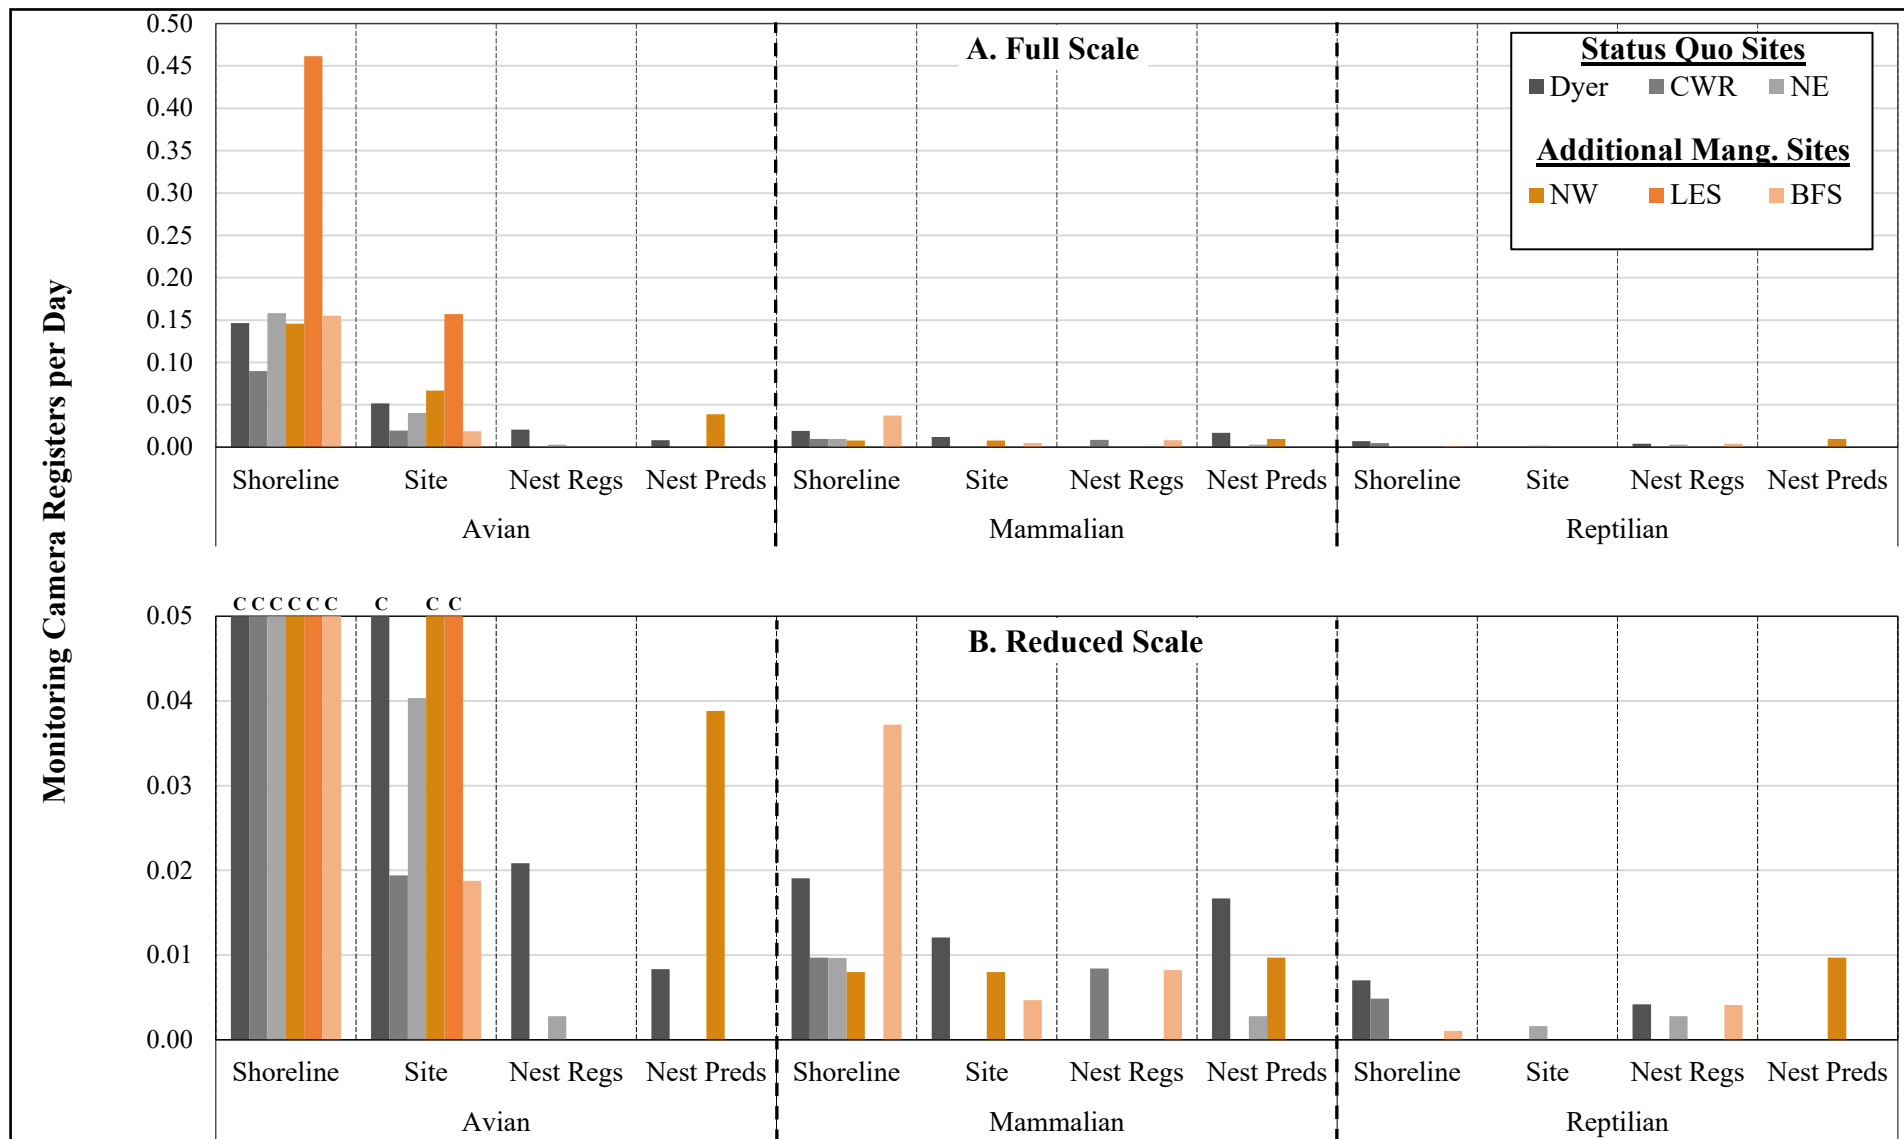 Monitoring Camera Registers per Day
A. Full Scale
Status Quo Sites
Dyer CWR NE
Additional Mang. Sites
NW LES BFS
0.50
0.45
0.40
0.35
0.30
0.25
0.20
0.15
0.10
0.05
0.00
Shoreline Site Nest Regs Nest Preds Shoreline Site Nest Regs Nest Preds Shoreline Site Nest Regs Nest Preds
Avian Mammalian Reptilian
C C C C C C C C C
B. Reduced Scale
0.05
0.04
0.03
0.02
0.01
0.00
Shoreline Site Nest Regs Nest Preds Shoreline Site Nest Regs Nest Preds Shoreline Site Nest Regs Nest Preds
Avian Mammalian Reptilian